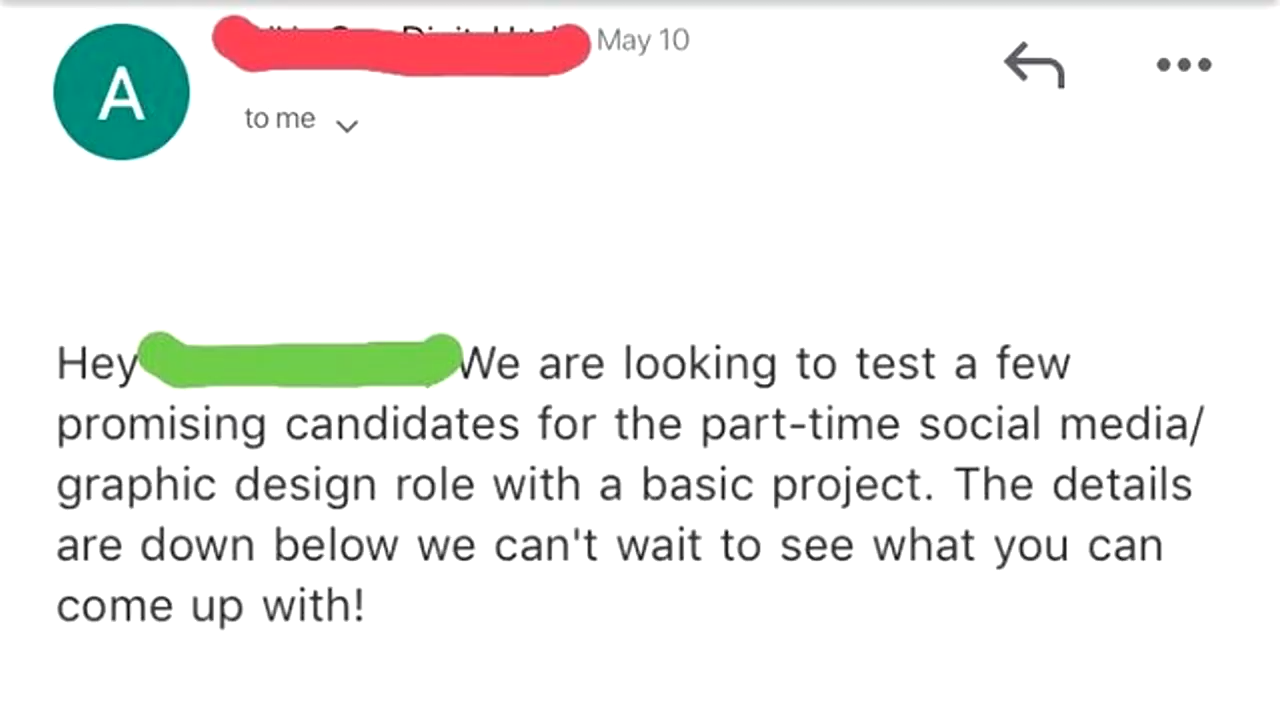 A
May 10
to me
Hey We are looking to test a few
promising candidates for the part-time social media/
graphic design role with a basic project. The details
are down below we can't wait to see what you can
come up with!